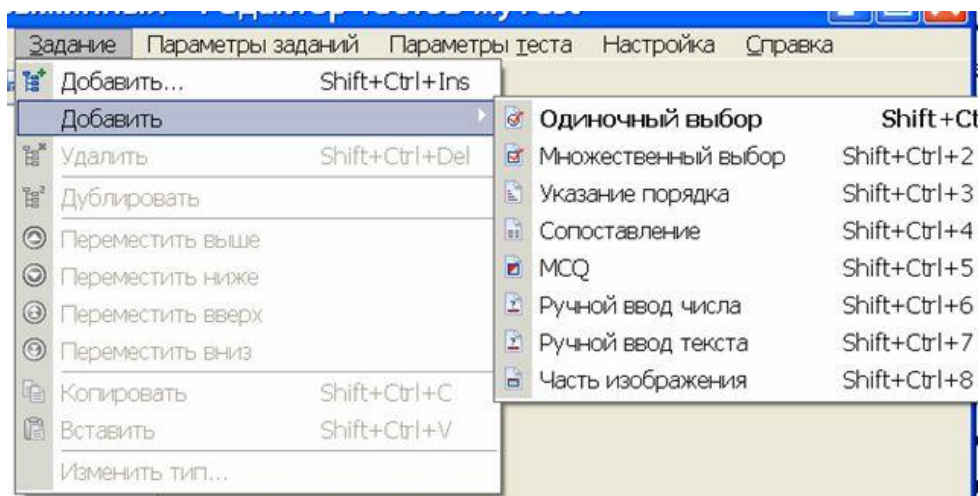 Задание Параметры заданий Параметры теста Настройка Справка
Добавить... Shift+Ctrl+Ins
Добавить
Удалить Shift+Ctrl+Del
Дублировать
Переместить выше
Переместить ниже
Переместить вверх
Переместить вниз
Копировать Shift+Ctrl+C
Вставить Shift+Ctrl+V
Изменить тип...
Одиночный выбор Shift+Ct
Множественный выбор Shift+Ctrl+2
Указание порядка Shift+Ctrl+3
Сопоставление Shift+Ctrl+4
MCQ Shift+Ctrl+5
Ручной ввод числа Shift+Ctrl+6
Ручной ввод текста Shift+Ctrl+7
Часть изображения Shift+Ctrl+8